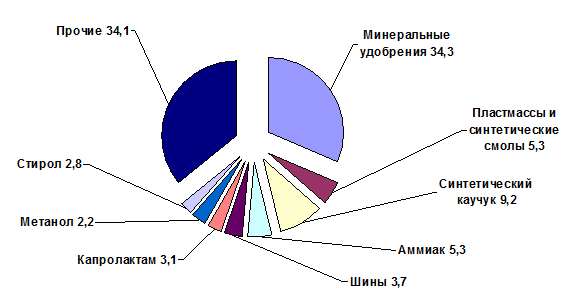 Прочие 34,1
Минеральные
удобрения 34,3
Пластмассы и
синтетические
смолы 5,3
Стирол 2,8
Синтетический
каучук 9,2
Метанол 2,2
Аммиак 5,3
Капролактам 3,1
Шины 3,7